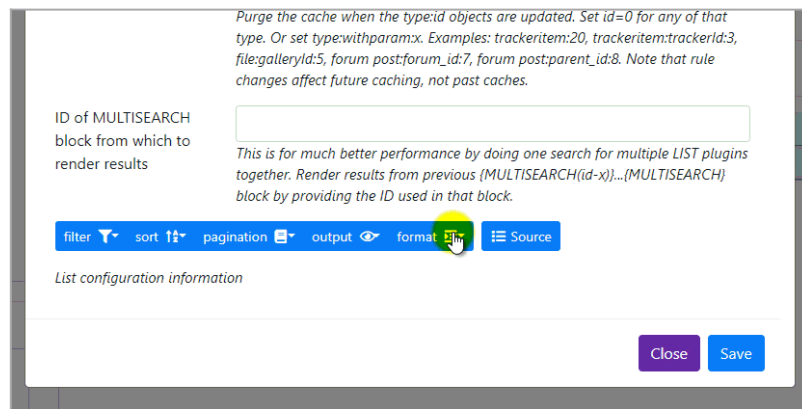 Purge the cache when the type:id objects are updated. Set id=0 for any of that
type. Or set type:withparam:x. Examples: trackeritem:20, trackeritem:trackerId:3,
file:galleryId:5, forum post:forum_id:7, forum post:parent_id:8. Note that rule
changes affect future caching, not past caches.
ID of MULTISEARCH
block from which to
render results
This is for much better performance by doing one search for multiple LIST plugins
together. Render results from previous {MULTISEARCH(id-x)}...{MULTISEARCH}
block by providing the ID used in that block.
filter sort pagination output format Source
List configuration information
Close Save